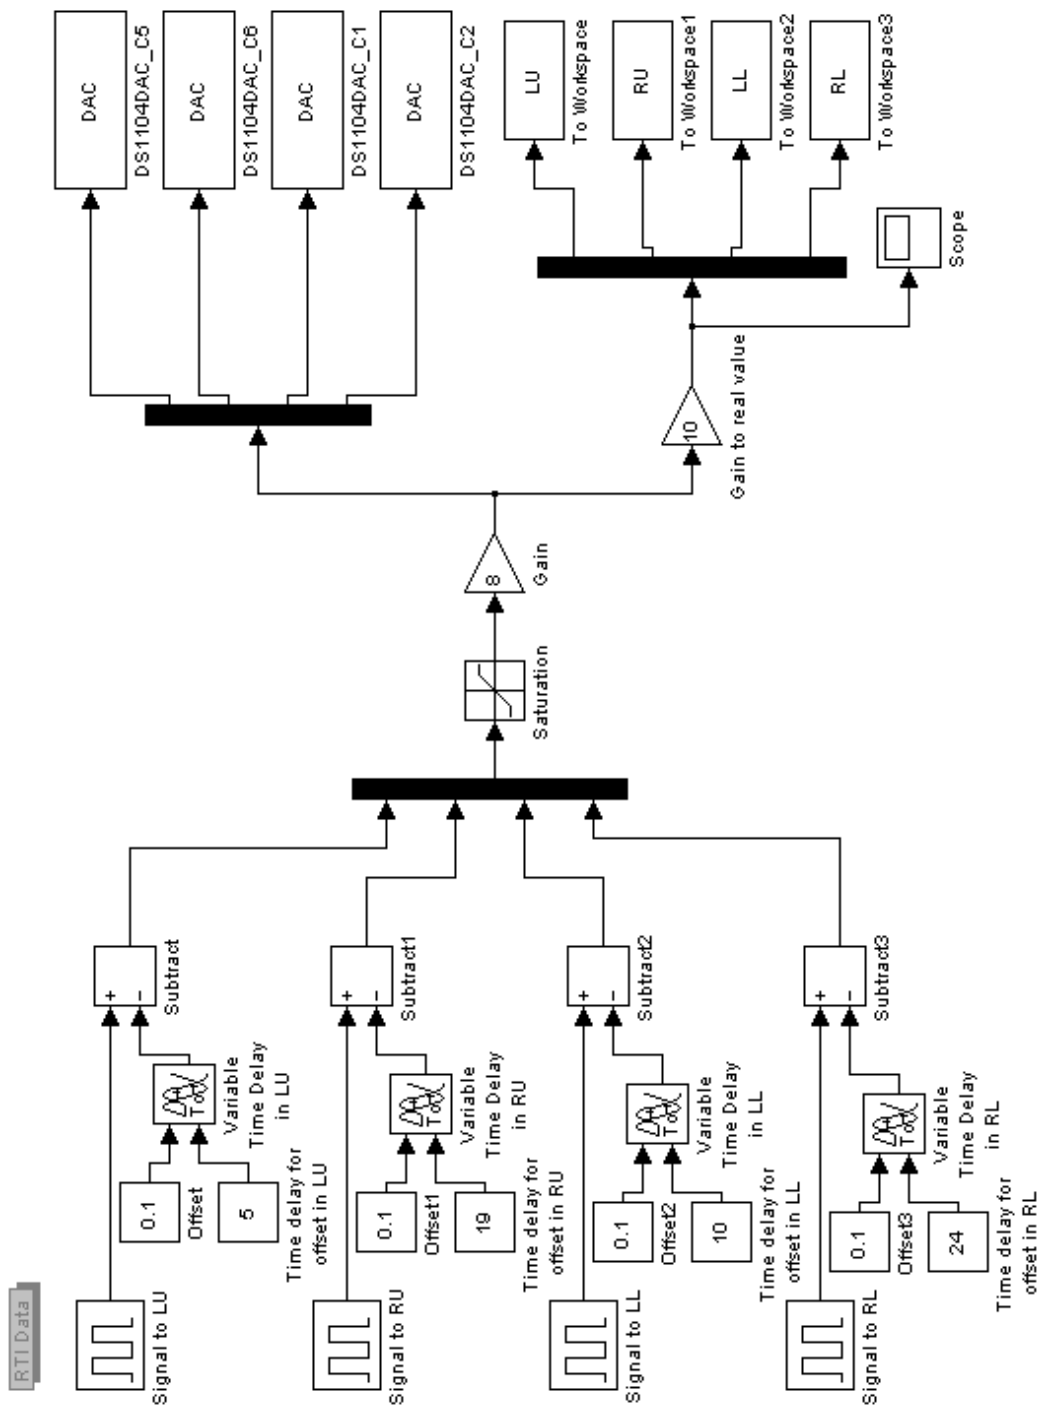 RTI Data
Signal to LU
0.1
Offset
5
Time delay for
offset in LU
To
Variable
Time Delay
in LU
+
−
Subtract
Signal to RU
0.1
Offset1
19
Time delay for
offset in RU
To
Variable
Time Delay
in RU
+
−
Subtract1
Signal to LL
0.1
Offset2
10
Time delay for
offset in LL
To
Variable
Time Delay
in LL
+
−
Subtract2
Signal to RL
0.1
Offset3
24
Time delay for
offset in RL
To
Variable
Time Delay
in RL
+
−
Subtract3
Saturation
8
Gain
10
Gain to real value
DAC
DS1104DAC_C5
DAC
DS1104DAC_C6
DAC
DS1104DAC_C1
DAC
DS1104DAC_C2
LU
To Workspace
RU
To Workspace1
LL
To Workspace2
RL
To Workspace3
Scope